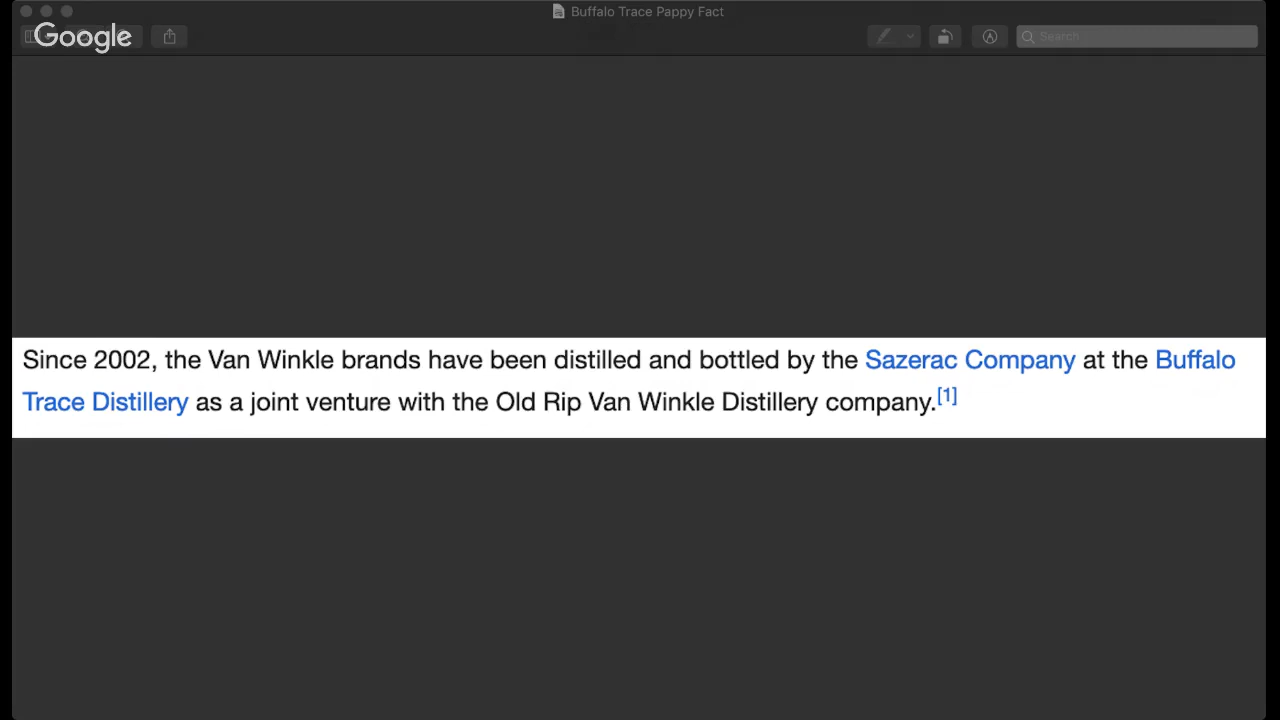 Buffalo Trace Pappy Fact
Google
Search
Since 2002, the Van Winkle brands have been distilled and bottled by the Sazerac Company at the Buffalo
Trace Distillery as a joint venture with the Old Rip Van Winkle Distillery company.[1]